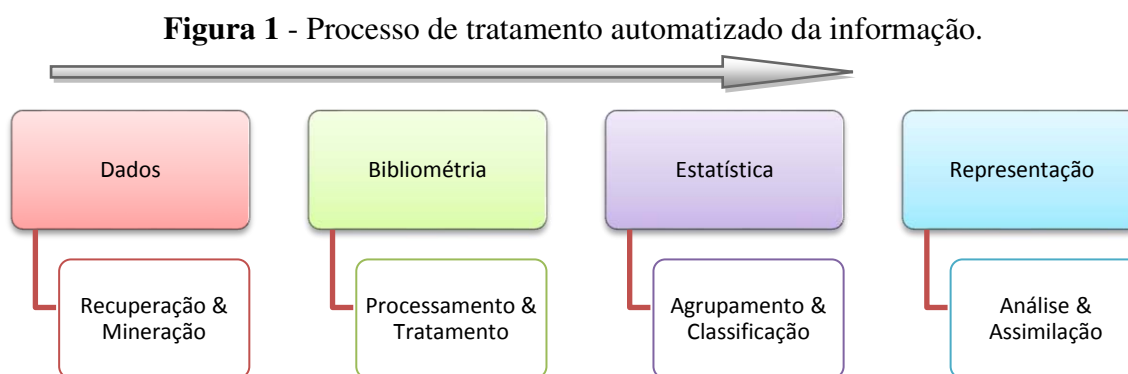 Figura 1 - Processo de tratamento automatizado da informação.
Dados
Bibliométria
Estatística
Representação
Recuperação &
Mineração
Processamento &
Tratamento
Agrupamento &
Classificação
Análise &
Assimilação